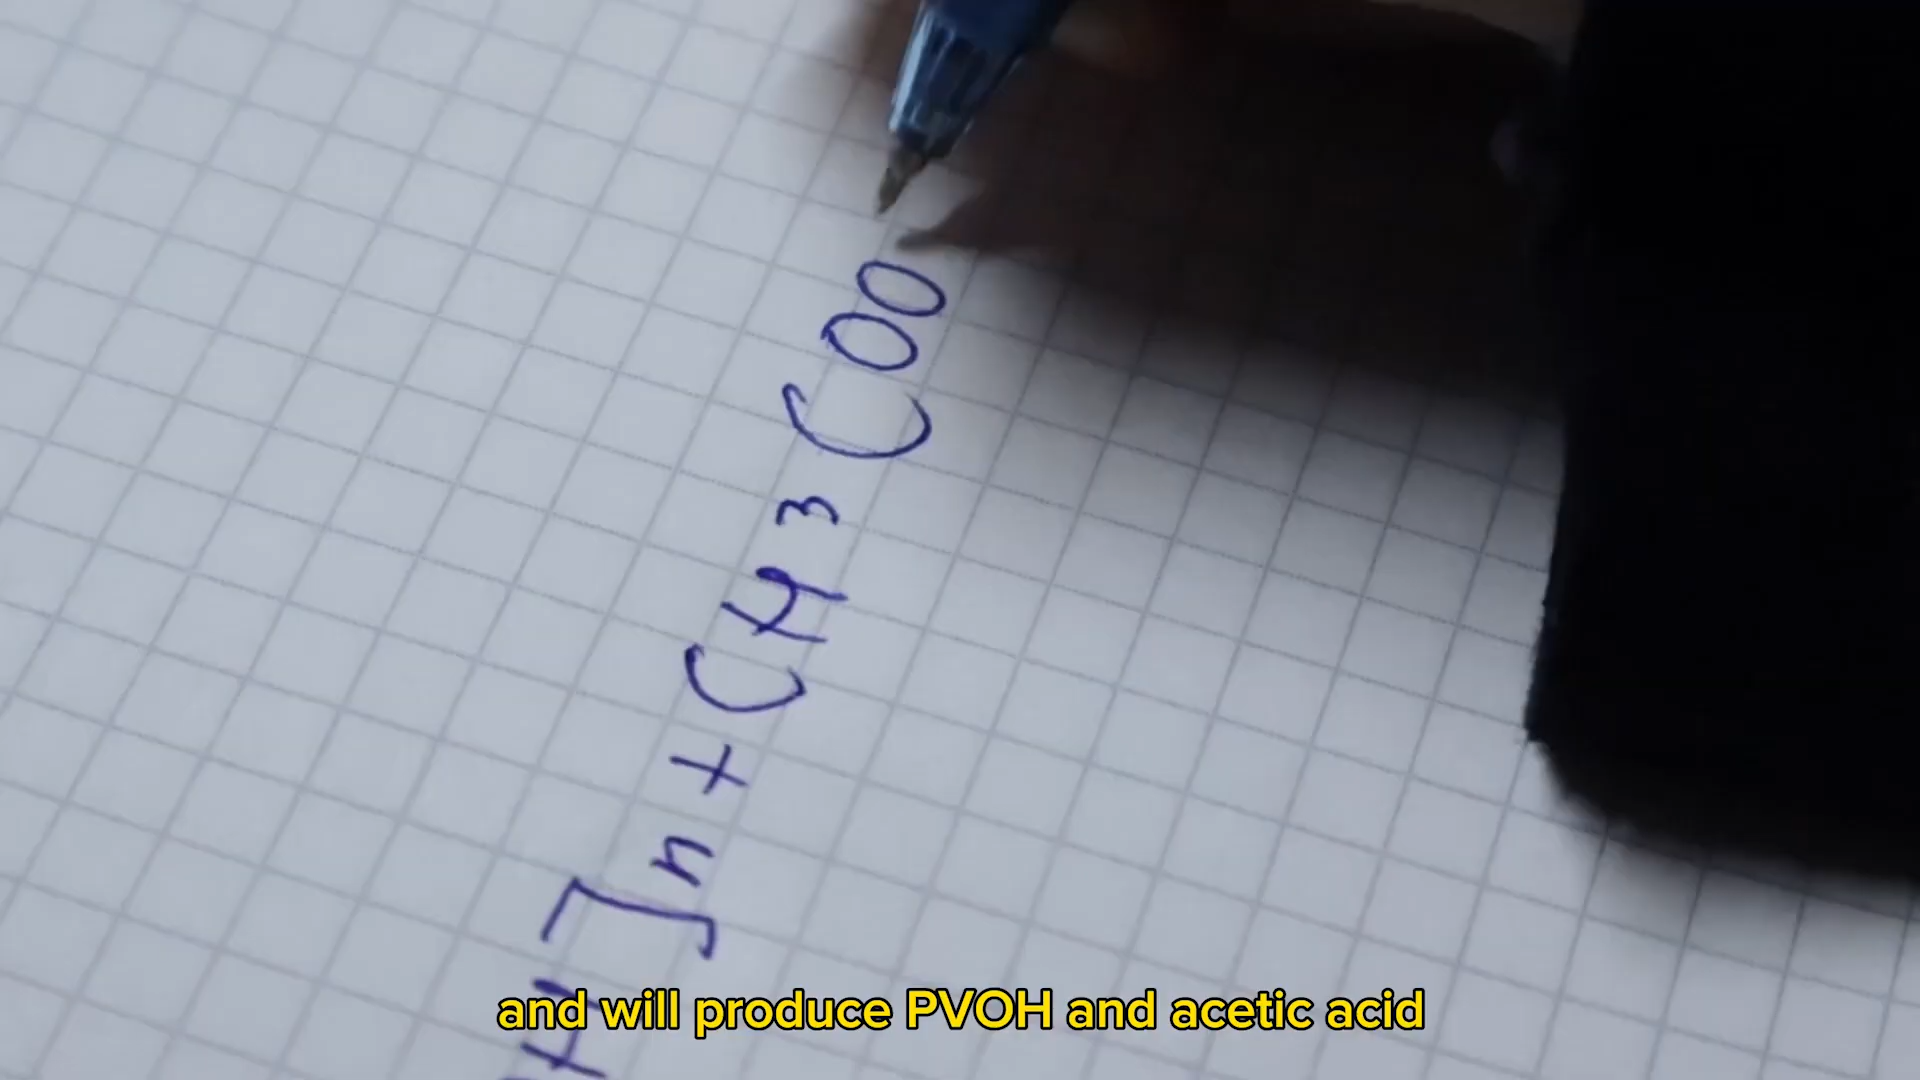 H]n + CH3COO
and will produce PVOH and acetic acid